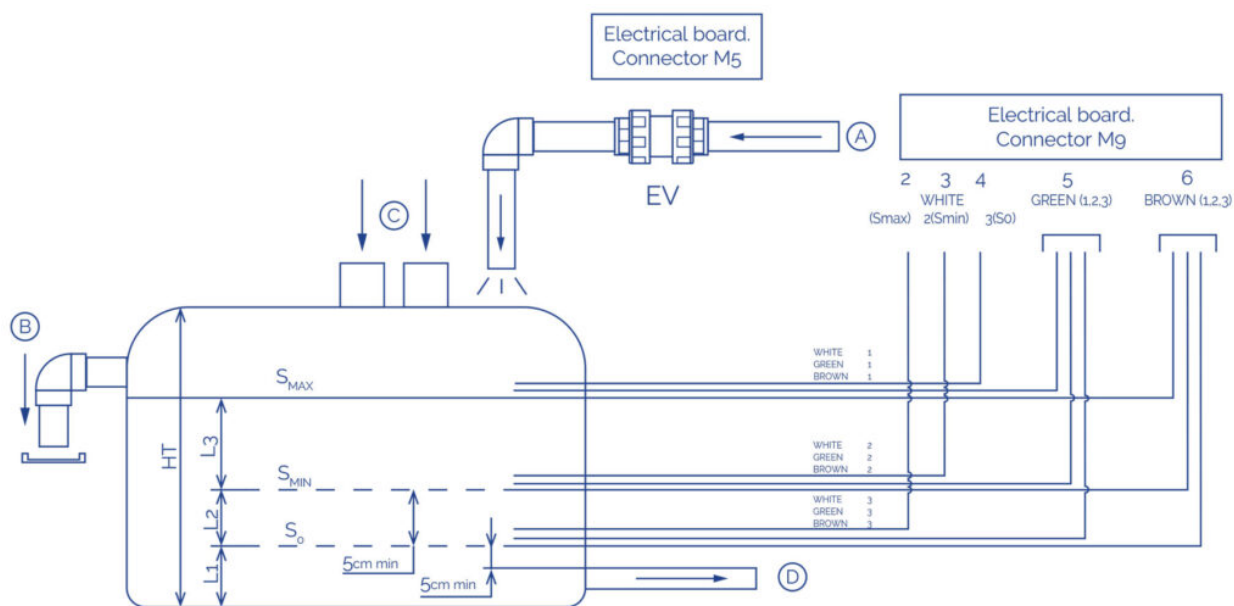 Electrical board.
Connector M5
Electrical board.
Connector M9
A
EV
2 3 4 5 6
WHITE GREEN (1,2,3) BROWN (1,2,3)
(Smax) 2(Smin) 3(S0)
C
B
WHITE 1
GREEN 1
BROWN 1
SMAX
HT
L3
WHITE 2
GREEN 2
BROWN 2
SMIN
L2
WHITE 3
GREEN 3
BROWN 3
S0
L1
5cm min
5cm min
D